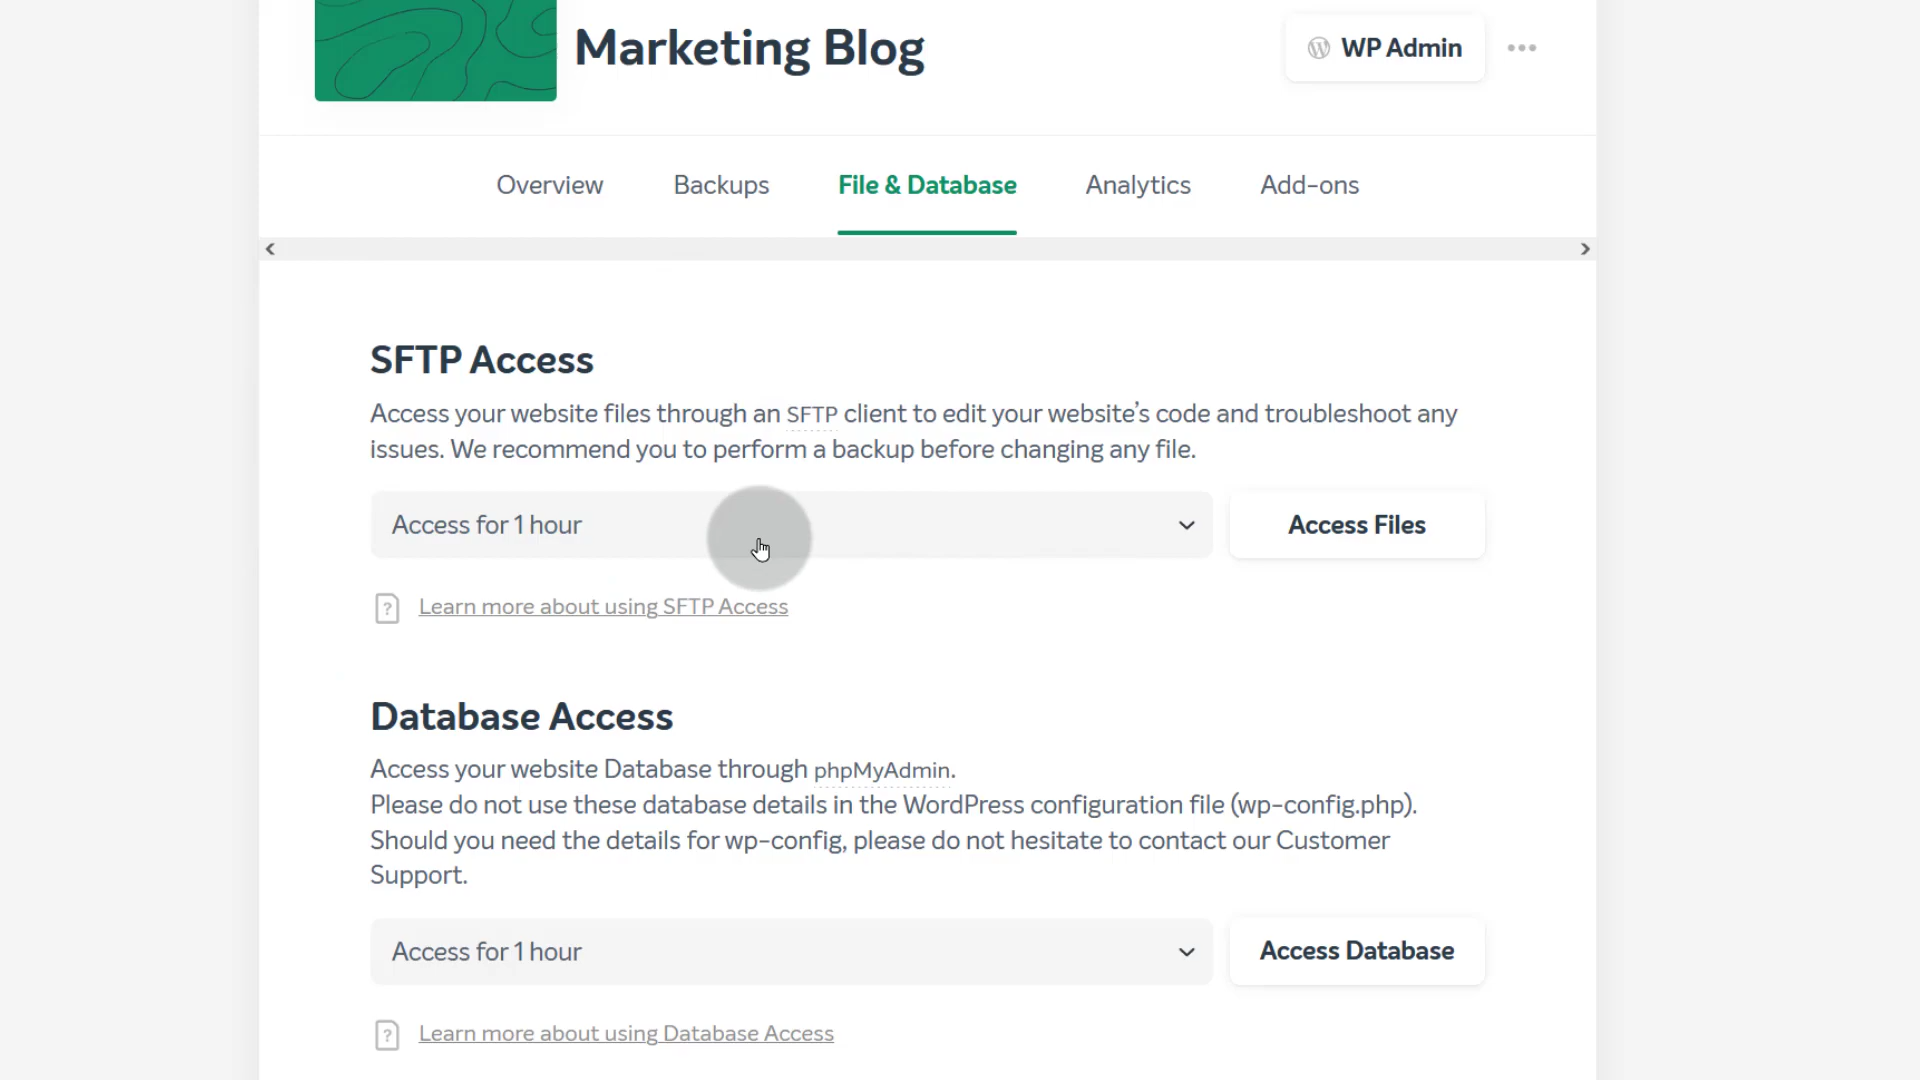 Marketing Blog
WP Admin
Overview
Backups
File & Database
Analytics
Add-ons
SFTP Access
Access your website files through an SFTP client to edit your website’s code and troubleshoot any
issues. We recommend you to perform a backup before changing any file.
Access for 1 hour
Access Files
Learn more about using SFTP Access
Database Access
Access your website Database through phpMyAdmin.
Please do not use these database details in the WordPress configuration file (wp-config.php).
Should you need the details for wp-config, please do not hesitate to contact our Customer
Support.
Access for 1 hour
Access Database
Learn more about using Database Access